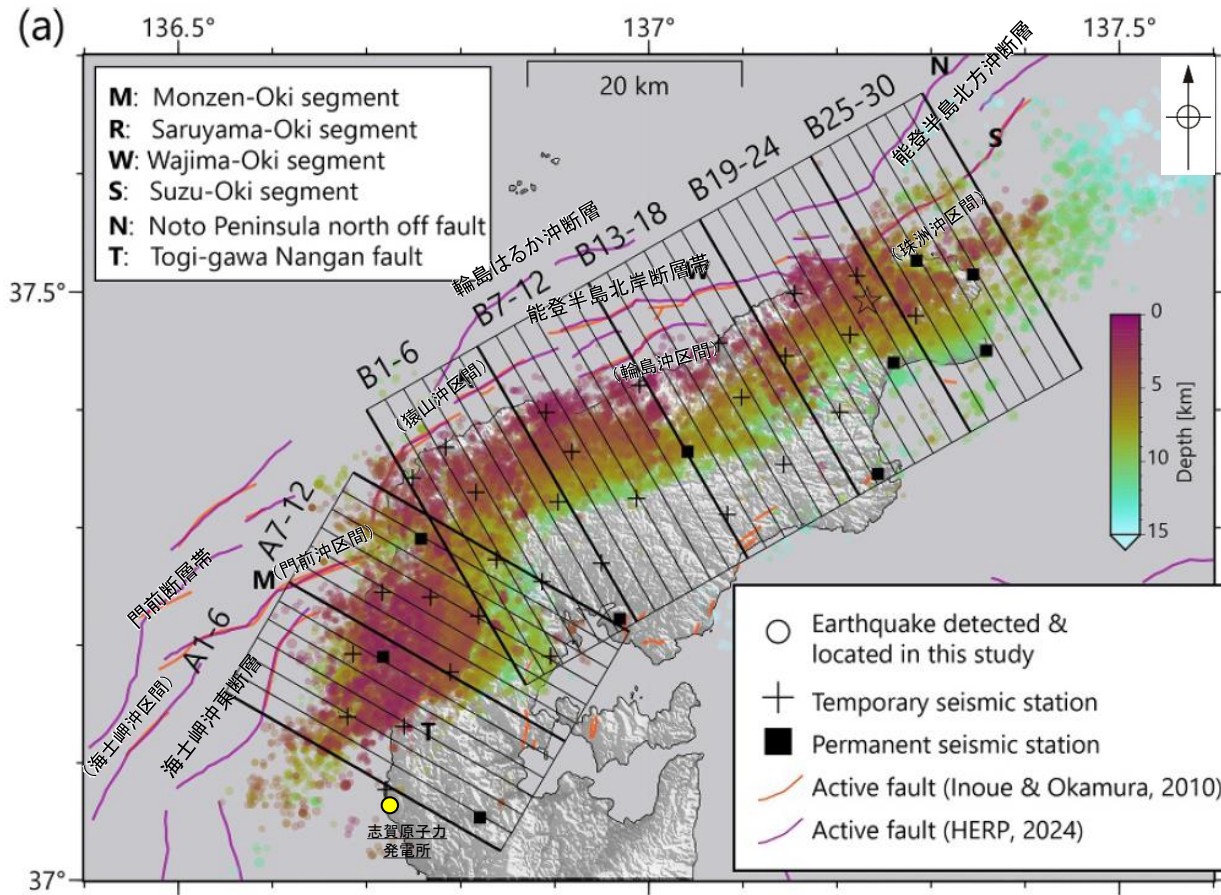 (a)
136.5°
137°
137.5°
M: Monzen-Oki segment
R: Saruyama-Oki segment
W: Wajima-Oki segment
S: Suzu-Oki segment
N: Noto Peninsula north off fault
T: Togi-gawa Nangan fault
20 km
N
能登半島北方沖断層
S
B25-30
B19-24
B13-18
B7-12
B1-6
輪島はるか沖断層
能登半島北岸断層帯
W
(珠洲沖区間)
(輪島沖区間)
(猿山沖区間)
37.5°
0
5
10
15
Depth [km]
A7-12
(門前沖区間)
M
門前断層帯
A1-6
(海士岬沖区間)
海士岬沖東断層
T
志賀原子力
発電所
37°
Earthquake detected &
located in this study
Temporary seismic station
Permanent seismic station
Active fault (Inoue & Okamura, 2010)
Active fault (HERP, 2024)